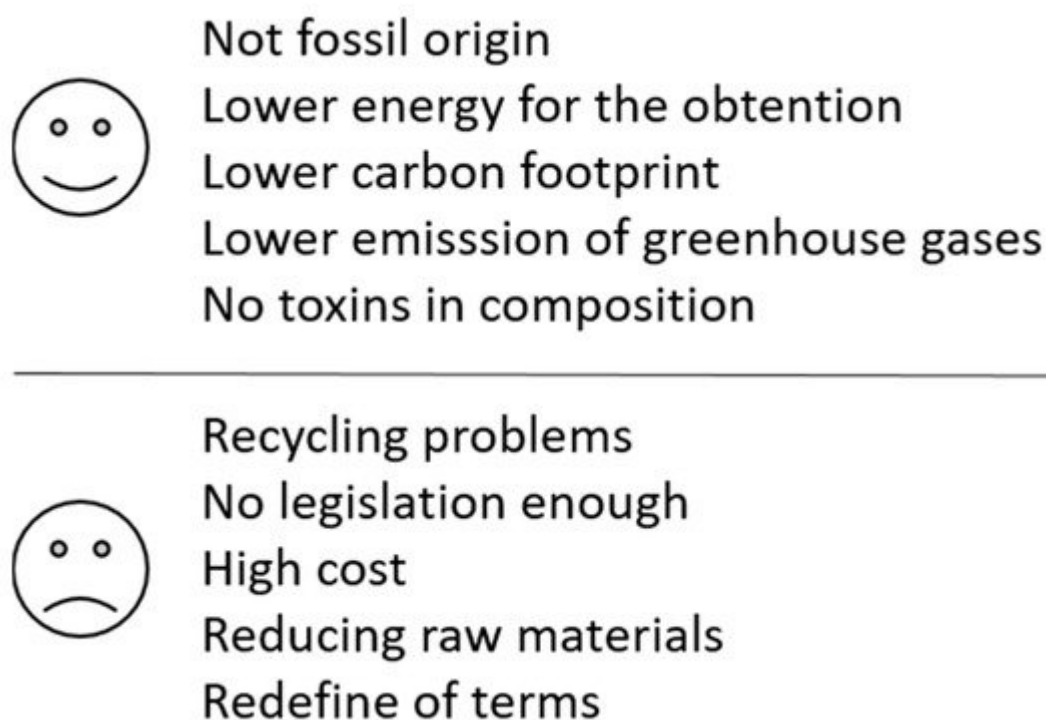 Not fossil origin
Lower energy for the obtention
Lower carbon footprint
Lower emisssion of greenhouse gases
No toxins in composition
Recycling problems
No legislation enough
High cost
Reducing raw materials
Redefine of terms